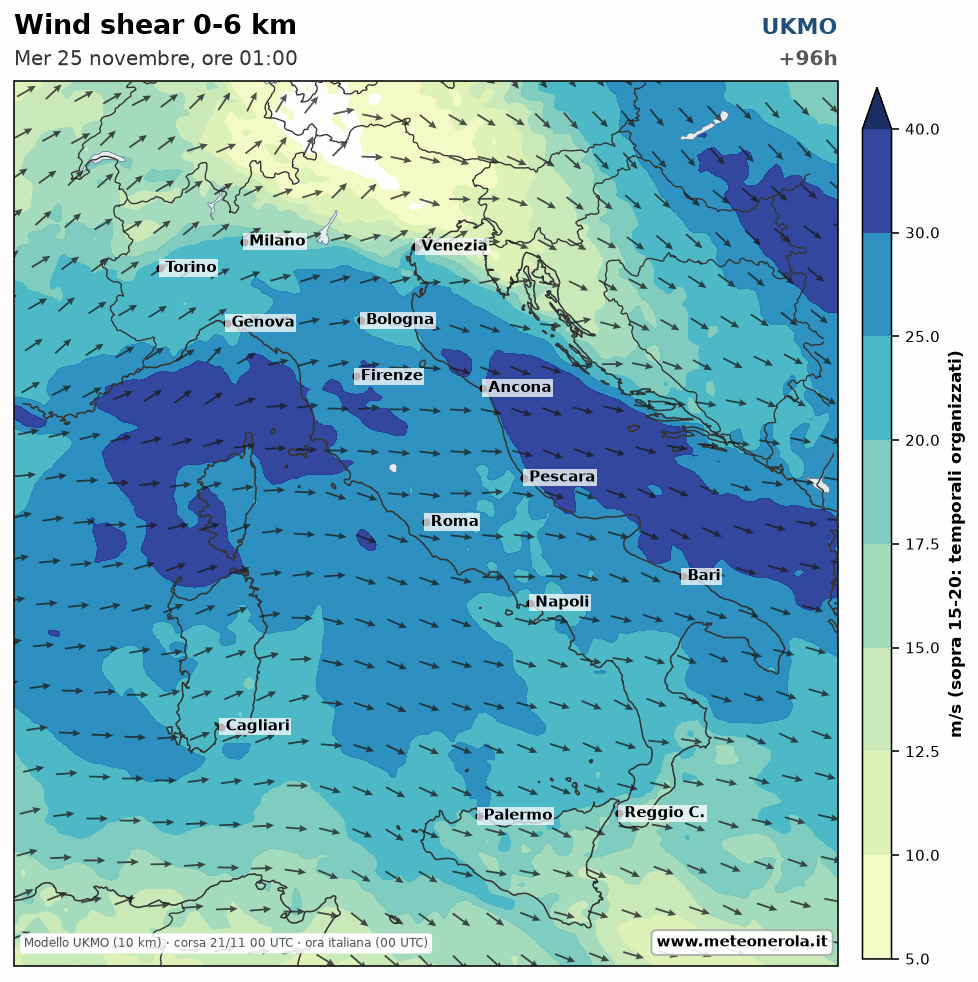 Wind shear 0-6 km
UKMO
Mer 25 novembre, ore 01:00
+96h
Milano
Venezia
Torino
Genova
Bologna
Firenze
Ancona
Pescara
Roma
Bari
Napoli
Cagliari
Palermo
Reggio C.
Modello UKMO (10 km) · corsa 21/11 00 UTC · ora italiana (00 UTC)
www.meteonerola.it
40.0
30.0
25.0
20.0
17.5
15.0
12.5
10.0
5.0
m/s (sopra 15-20: temporali organizzati)